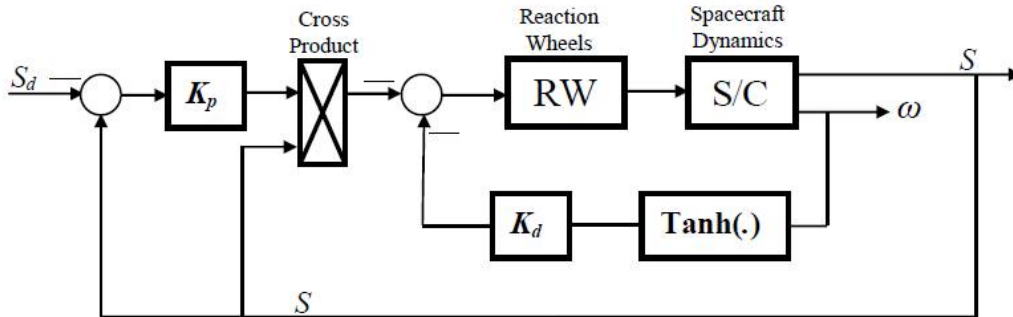 Cross
Product
Reaction
Wheels
Spacecraft
Dynamics
S_d
K_p
RW
S/C
S
ω
K_d
Tanh(.)
S